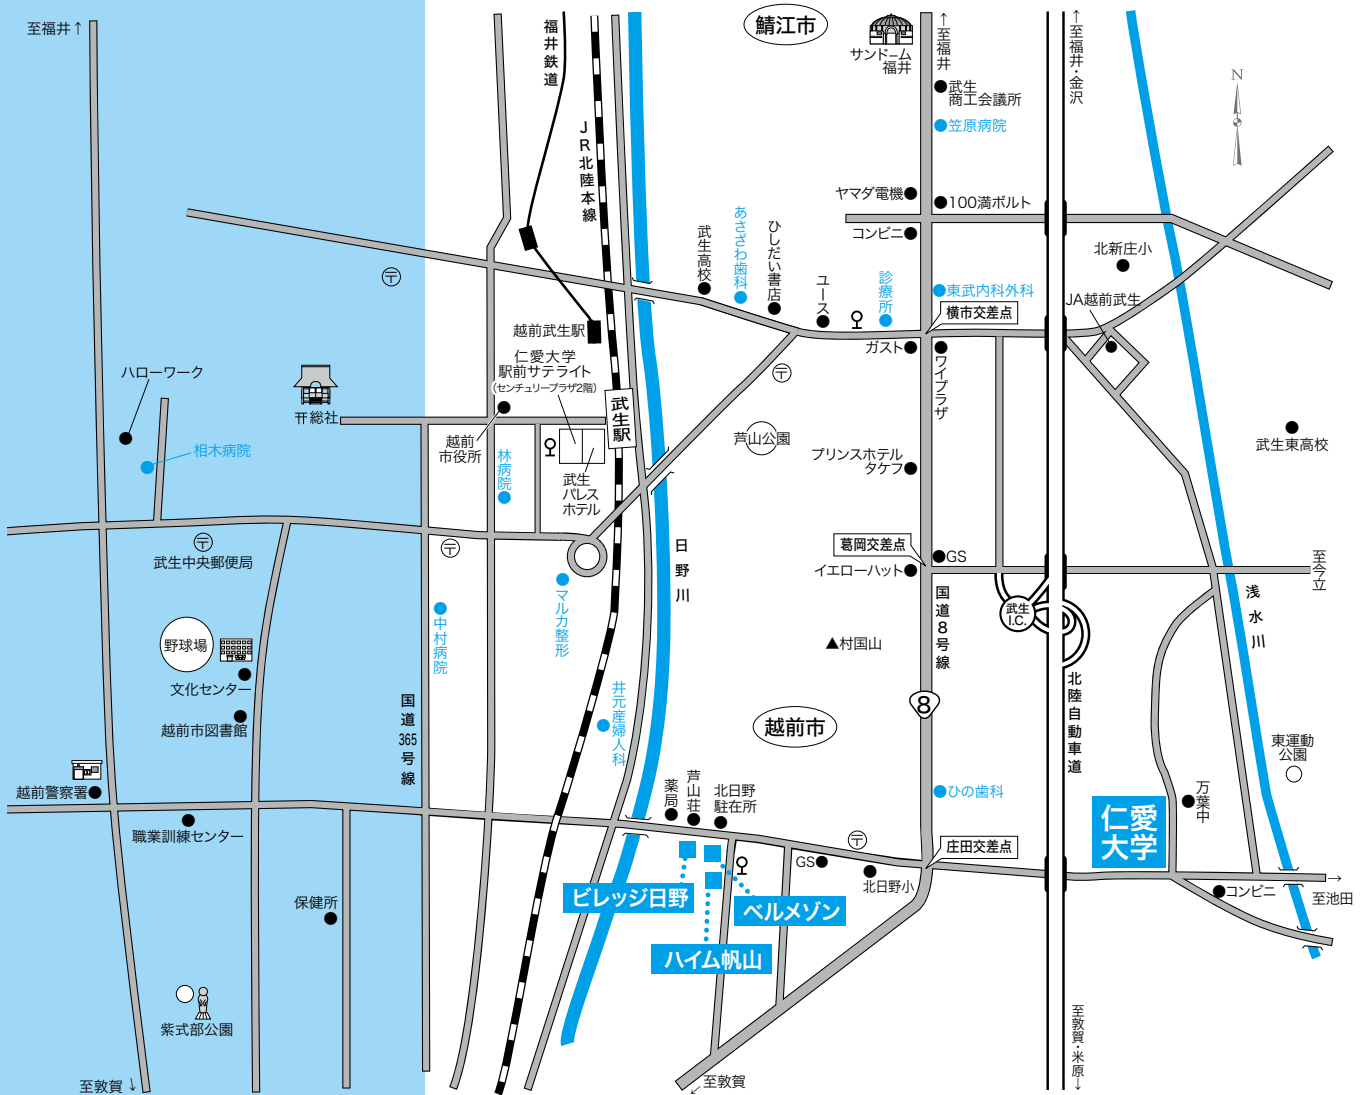 至福井↑
福井鉄道
JR北陸本線
鯖江市
サンドーム
福井
↑至福井
↑至福井・金沢
N
武生
商工会議所
笠原病院
ヤマダ電機
100満ボルト
コンビニ
北新庄小
武生高校
あさざわ歯科
ひしだい書店
ユース
診療所
東武内科外科
横市交差点
JA越前武生
越前武生駅
ガスト
ワイプラザ
仁愛大学
駅前サテライト
(センチュリープラザ2階)
ハローワーク
総社
武生駅
相木病院
越前
市役所
林病院
武生
パレス
ホテル
芦山公園
プリンスホテル
タケフ
武生東高校
〒
〒
〒
〒
〒
武生中央郵便局
日野川
葛岡交差点
GS
イエローハット
至今立
マルカ整形
中村病院
国道8号線
武生
I.C.
浅水川
野球場
▲村国山
文化センター
越前市図書館
国道365号線
井元産婦人科
越前市
8
北陸自動車道
東運動
公園
越前警察署
職業訓練センター
薬局
芦山荘
北日野
駐在所
ひの歯科
万葉中
仁愛
大学
庄田交差点
GS
北日野小
コンビニ
→
至池田
ビレッジ日野
ベルメゾン
ハイム帆山
保健所
紫式部公園
至敦賀↓
至敦賀
↙
至敦賀・米原↓